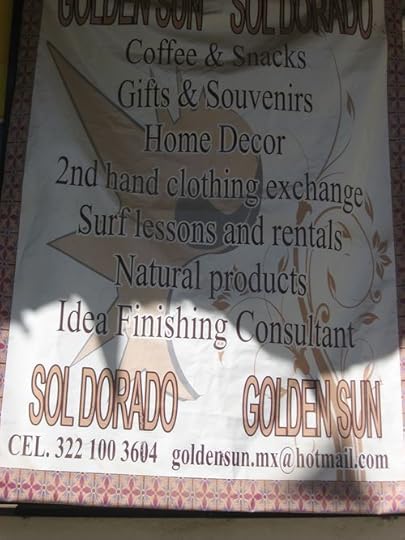 GOLDEN SUN SOL DORADO
Coffee & Snacks
Gifts & Souvenirs
Home Decor
2nd hand clothing exchange
Surf lessons and rentals
Natural products
Idea Finishing Consultant
SOL DORADO GOLDEN SUN
CEL. 322 100 3604 goldensun.mx@hotmail.com